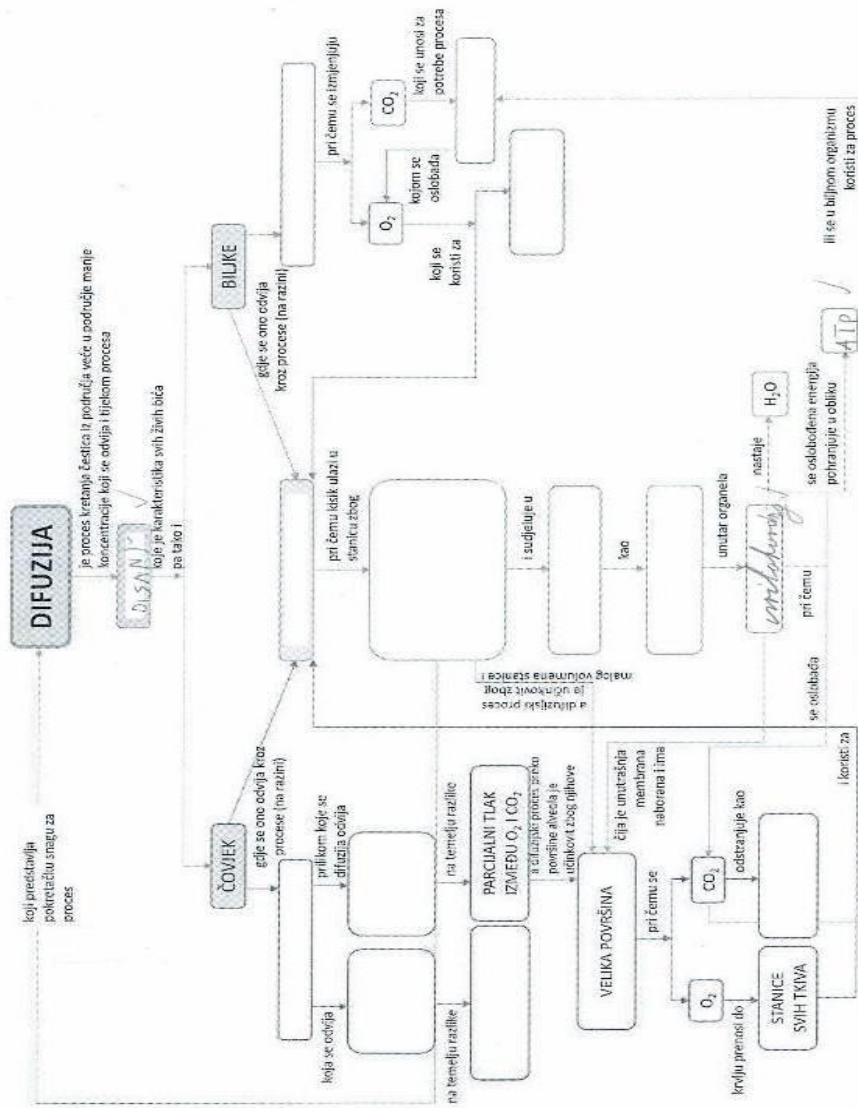 DIFUZIJA
je proces kretanja čestica iz područja veće u područje manje
koncentracije koji se odvija i tijekom procesa
koji predstavlja
pokretačku snagu za
proces
koje je karakteristika svih živih bića
pa tako i
ČOVJEK
BILJKE
gdje se ono odvija kroz
procese (na razini)
gdje se ono odvija
kroz procese (na razini)
koja se odvija
prilikom koje se
difuzija odvija
pri čemu kisik ulazi u
stanicu zbog
pri čemu se izmjenjuju
O₂
CO₂
kojom se
oslobađa
koji se unosi za
potrebe procesa
koji se
koristi za
na temelju razlike
na temelju razlike
PARCIJALNI TLAK
IZMEĐU O₂ I CO₂
a difuzijski proces preko
površine alveola je
učinkovit zbog njihove
a difuzijski proces
je učinkovit zbog
malog volumena stanice i
i sudjeluje u
kao
unutar organela
VELIKA POVRŠINA
čija je unutrašnja
membrana
naborana i ima
pri čemu
nastaje
H₂O
pri čemu se
O₂
CO₂
krvlju prenosi do
odstranjuje kao
se oslobađa
se oslobođena energija
pohranjuje u obliku
ATP
STANICE
SVIH TKIVA
i koristi za
ili se u biljnom organizmu
koristi za proces